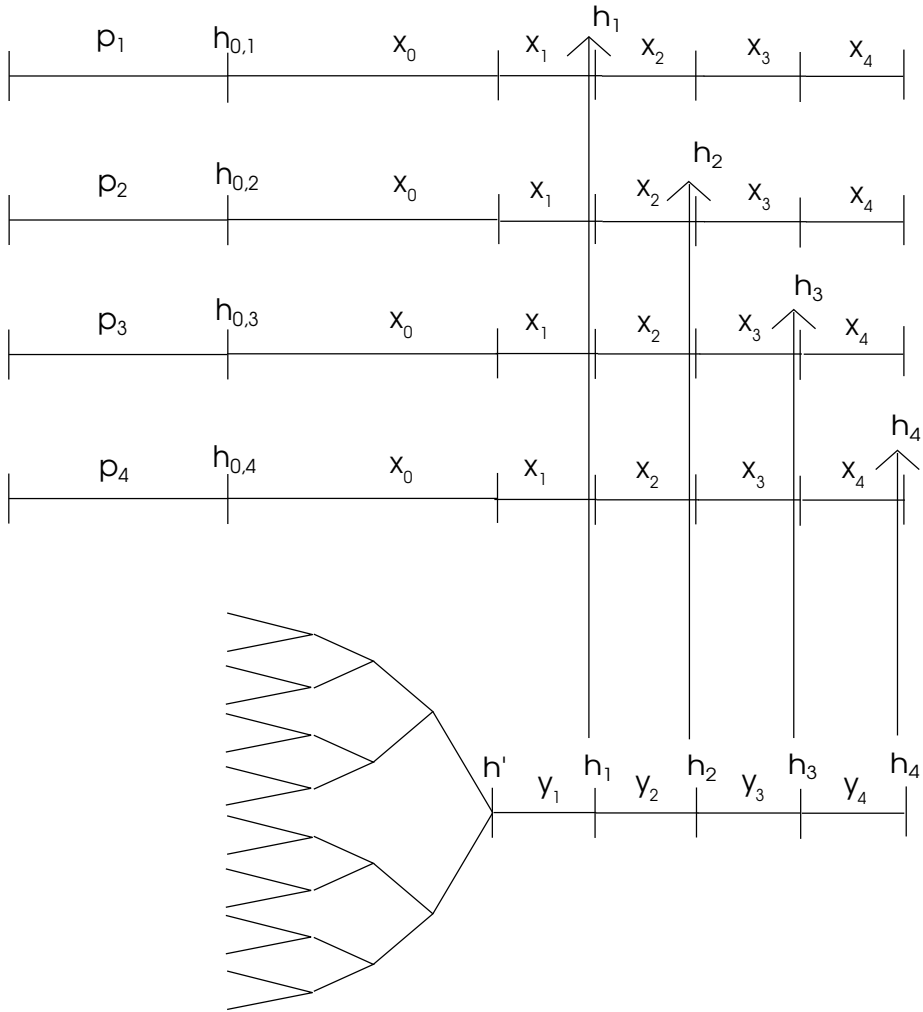 p₁ h₀,₁ x₀ x₁ h₁ x₂ x₃ x₄
p₂ h₀,₂ x₀ x₁ x₂ h₂ x₃ x₄
p₃ h₀,₃ x₀ x₁ x₂ x₃ h₃ x₄
p₄ h₀,₄ x₀ x₁ x₂ x₃ x₄ h₄
h' y₁ h₁ y₂ h₂ y₃ h₃ y₄ h₄